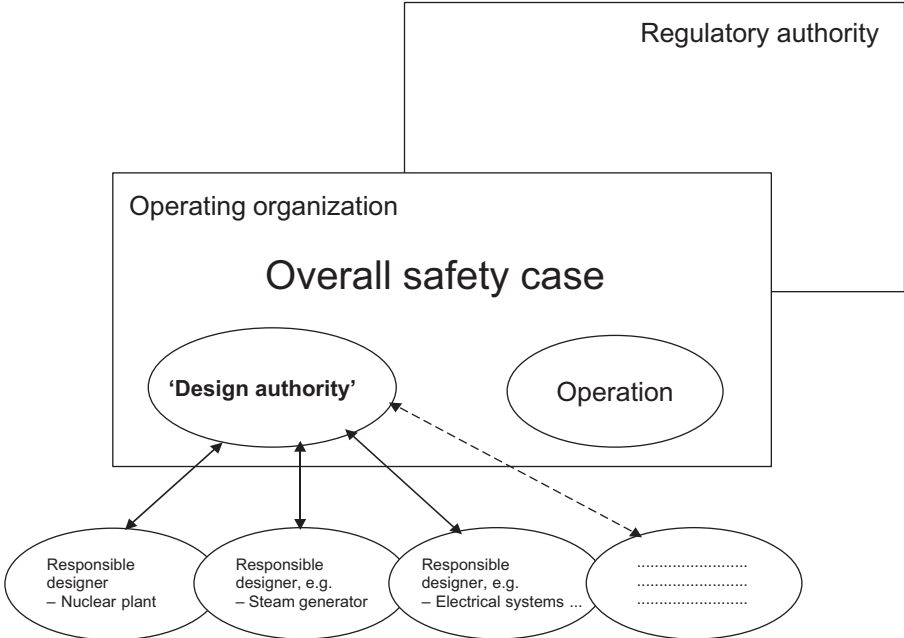 Regulatory authority
Operating organization
Overall safety case
‘Design authority’
Operation
Responsible
designer
– Nuclear plant
Responsible
designer, e.g.
– Steam generator
Responsible
designer, e.g.
– Electrical systems ...
..........................
..........................
..........................